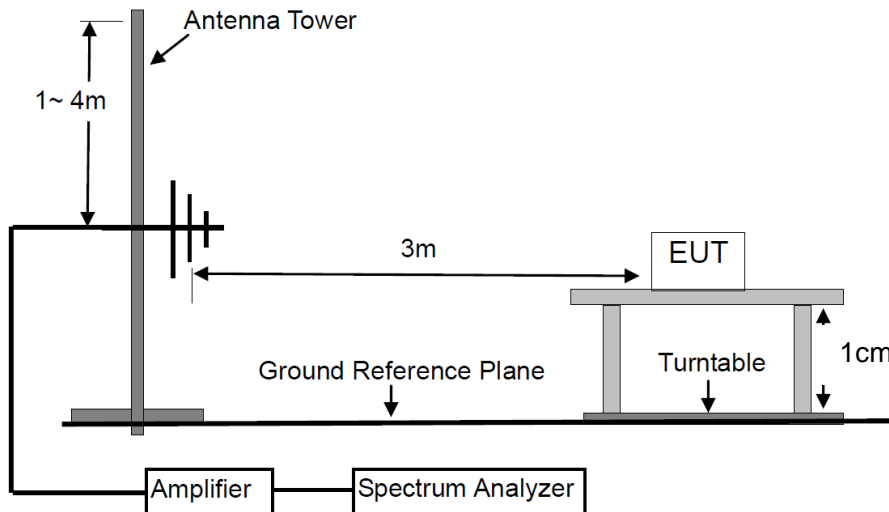 Antenna Tower
1~ 4m
3m
EUT
1cm
Turntable
Ground Reference Plane
Amplifier
Spectrum Analyzer